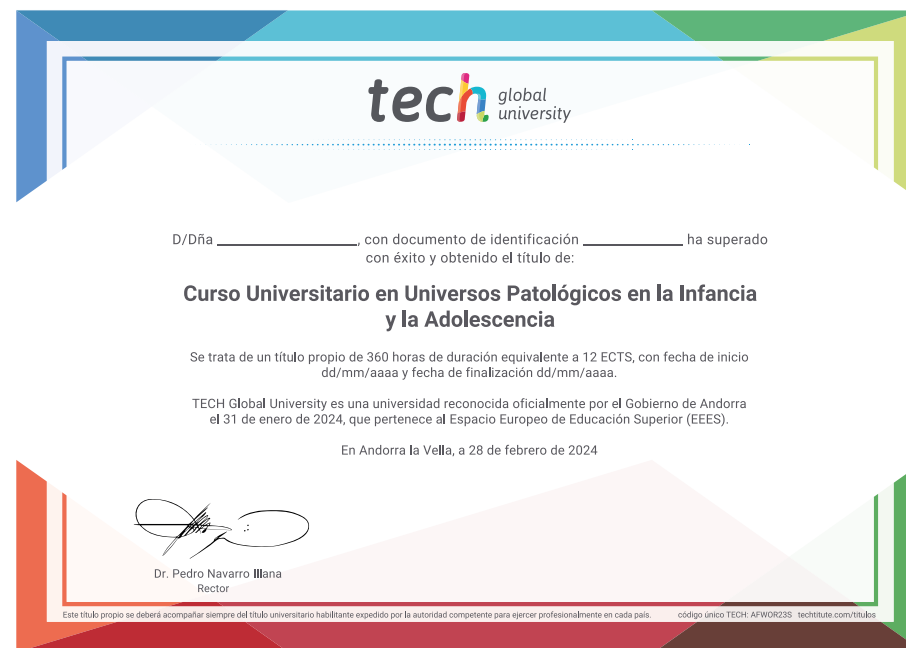 tech global university
D/Dña ____________________, con documento de identificación ______________ ha superado
con éxito y obtenido el título de:
Curso Universitario en Universos Patológicos en la Infancia
y la Adolescencia
Se trata de un título propio de 360 horas de duración equivalente a 12 ECTS, con fecha de inicio
dd/mm/aaaa y fecha de finalización dd/mm/aaaa.
TECH Global University es una universidad reconocida oficialmente por el Gobierno de Andorra
el 31 de enero de 2024, que pertenece al Espacio Europeo de Educación Superior (EEES).
En Andorra la Vella, a 28 de febrero de 2024
Dr. Pedro Navarro Illana
Rector
Este título propio se deberá acompañar siempre del título universitario habilitante expedido por la autoridad competente para ejercer profesionalmente en cada país. código único TECH: AFWOR23S techtitute.com/titulos